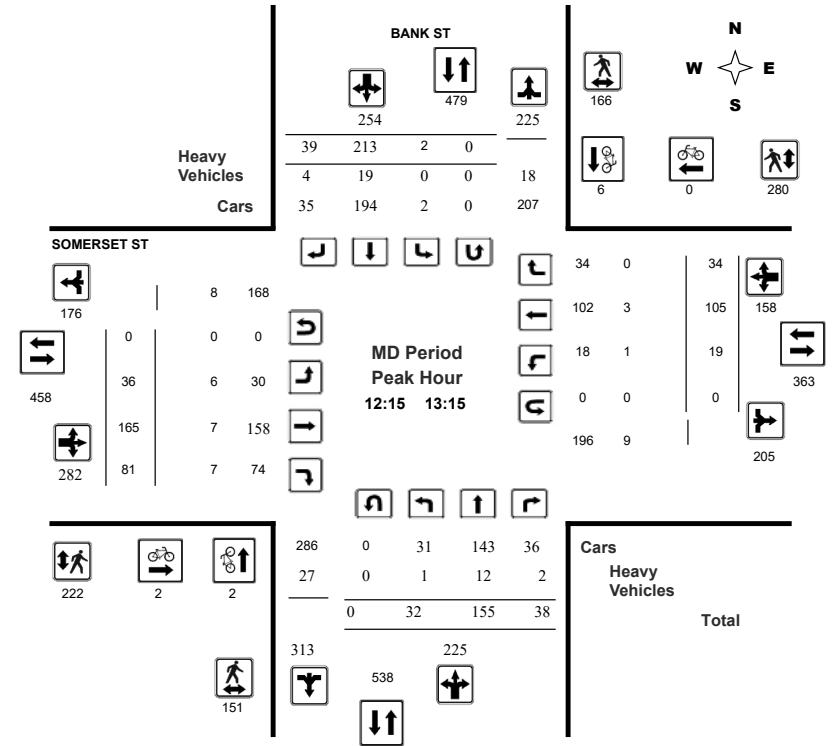 BANK ST
N
W E
S
479
166
254 225
39 213 2 0
Heavy
Vehicles
4 19 0 0 18
Cars
35 194 2 0 207
6 0 280
SOMERSET ST
34 0 34
8 168
176
102 3 105 158
0 0 0
MD Period
Peak Hour
12:15 13:15
18 1 19
363
458
36 6 30
0 0 0
165 7 158
196 9
205
282
81 7 74
286 0 31 143 36 Cars
27 0 1 12 2 Heavy
Vehicles
222 2 2
0 32 155 38
Total
313 225
538
151